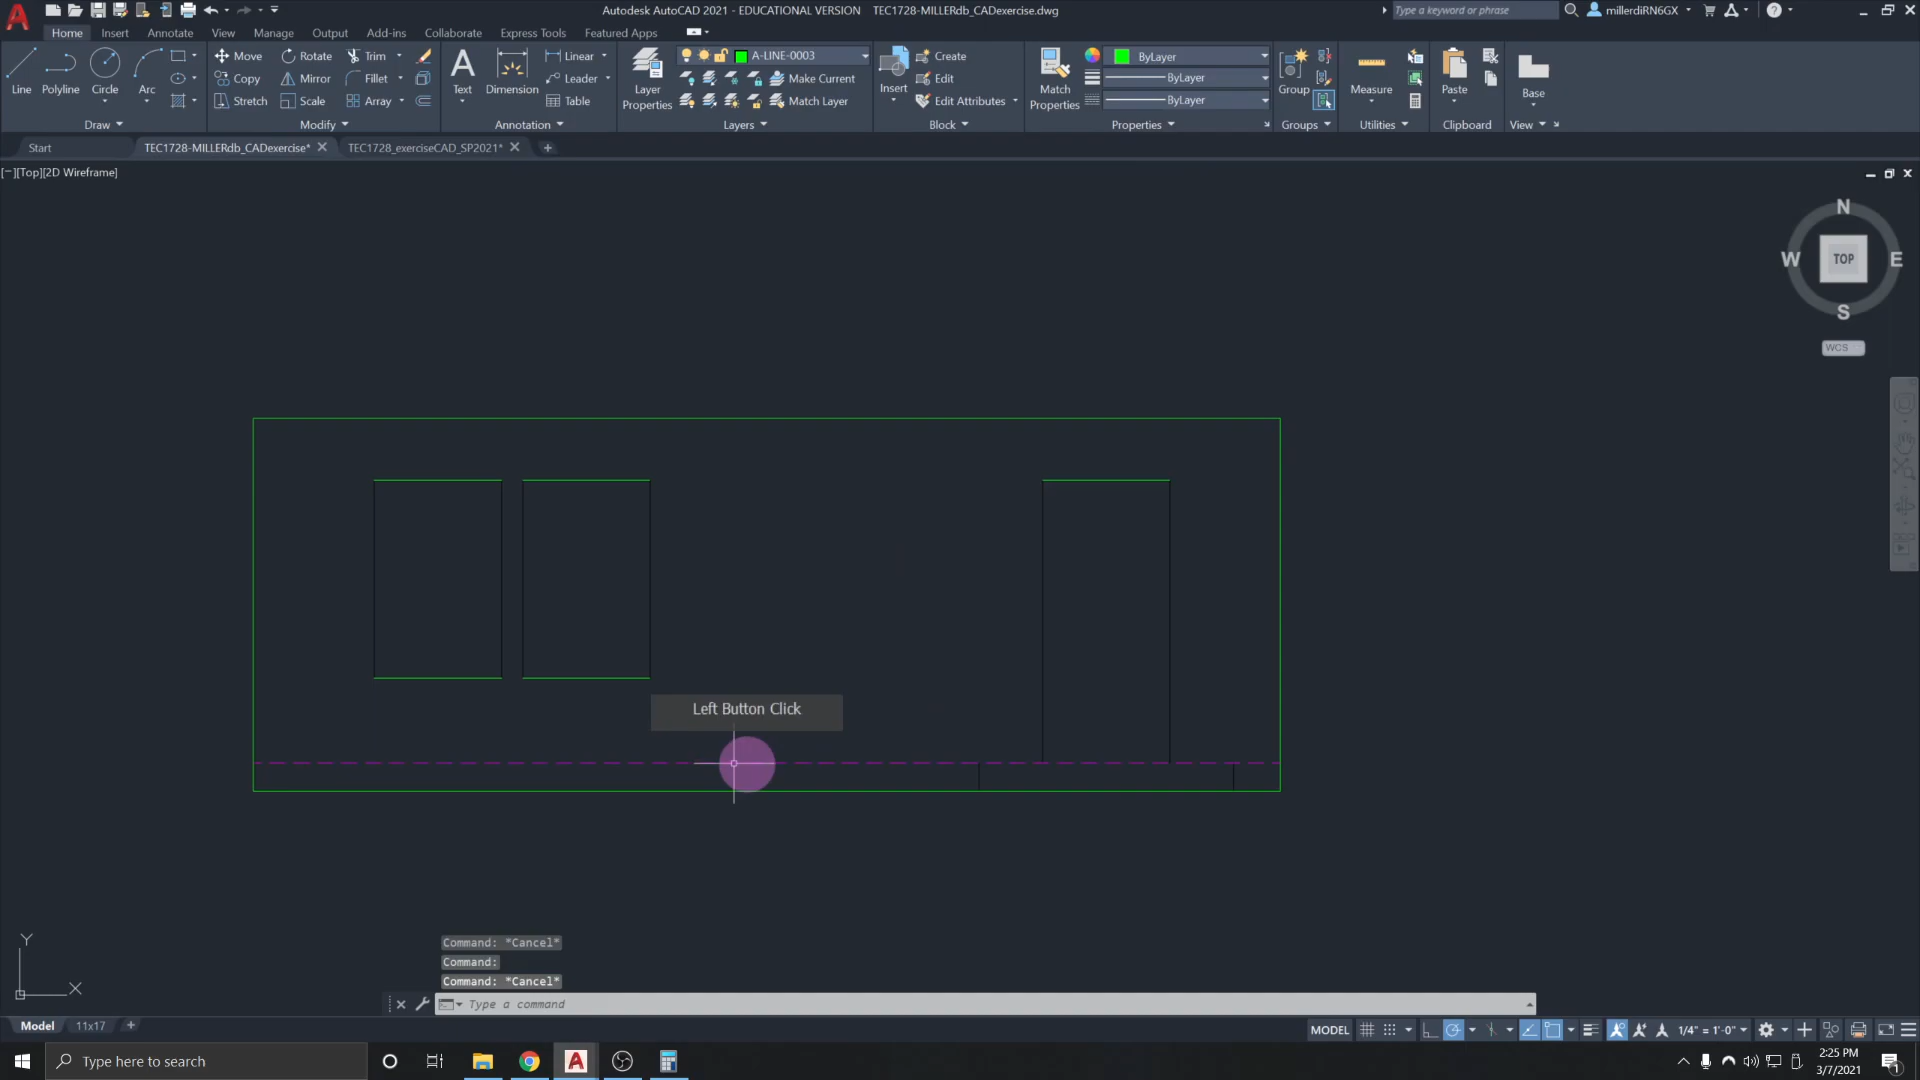 Autodesk AutoCAD 2021 - EDUCATIONAL VERSION TEC1728-MILLERdb_CADexercise.dwg
Type a keyword or phrase
millerdiRN6GX
Home Insert Annotate View Manage Output Add-ins Collaborate Express Tools Featured Apps
Line Polyline Circle Arc
Draw
Move Rotate Trim
Copy Mirror Fillet
Stretch Scale Array
Modify
Text Dimension
Linear
Leader
Table
Annotation
Layer Properties
A-LINE-0003
Make Current
Match Layer
Layers
Insert
Create
Edit
Edit Attributes
Block
Match Properties
ByLayer
ByLayer
ByLayer
Properties
Group
Groups
Measure
Utilities
Paste
Clipboard
Base
View
Start TEC1728-MILLERdb_CADexercise* TEC1728_exerciseCAD_SP2021*
[−][Top][2D Wireframe]
N
W TOP E
S
WCS
Left Button Click
Y
X
Command: *Cancel*
Command:
Command: *Cancel*
Type a command
Model 11x17
MODEL 1/4" = 1'-0"
Type here to search
2:25 PM
3/7/2021
1